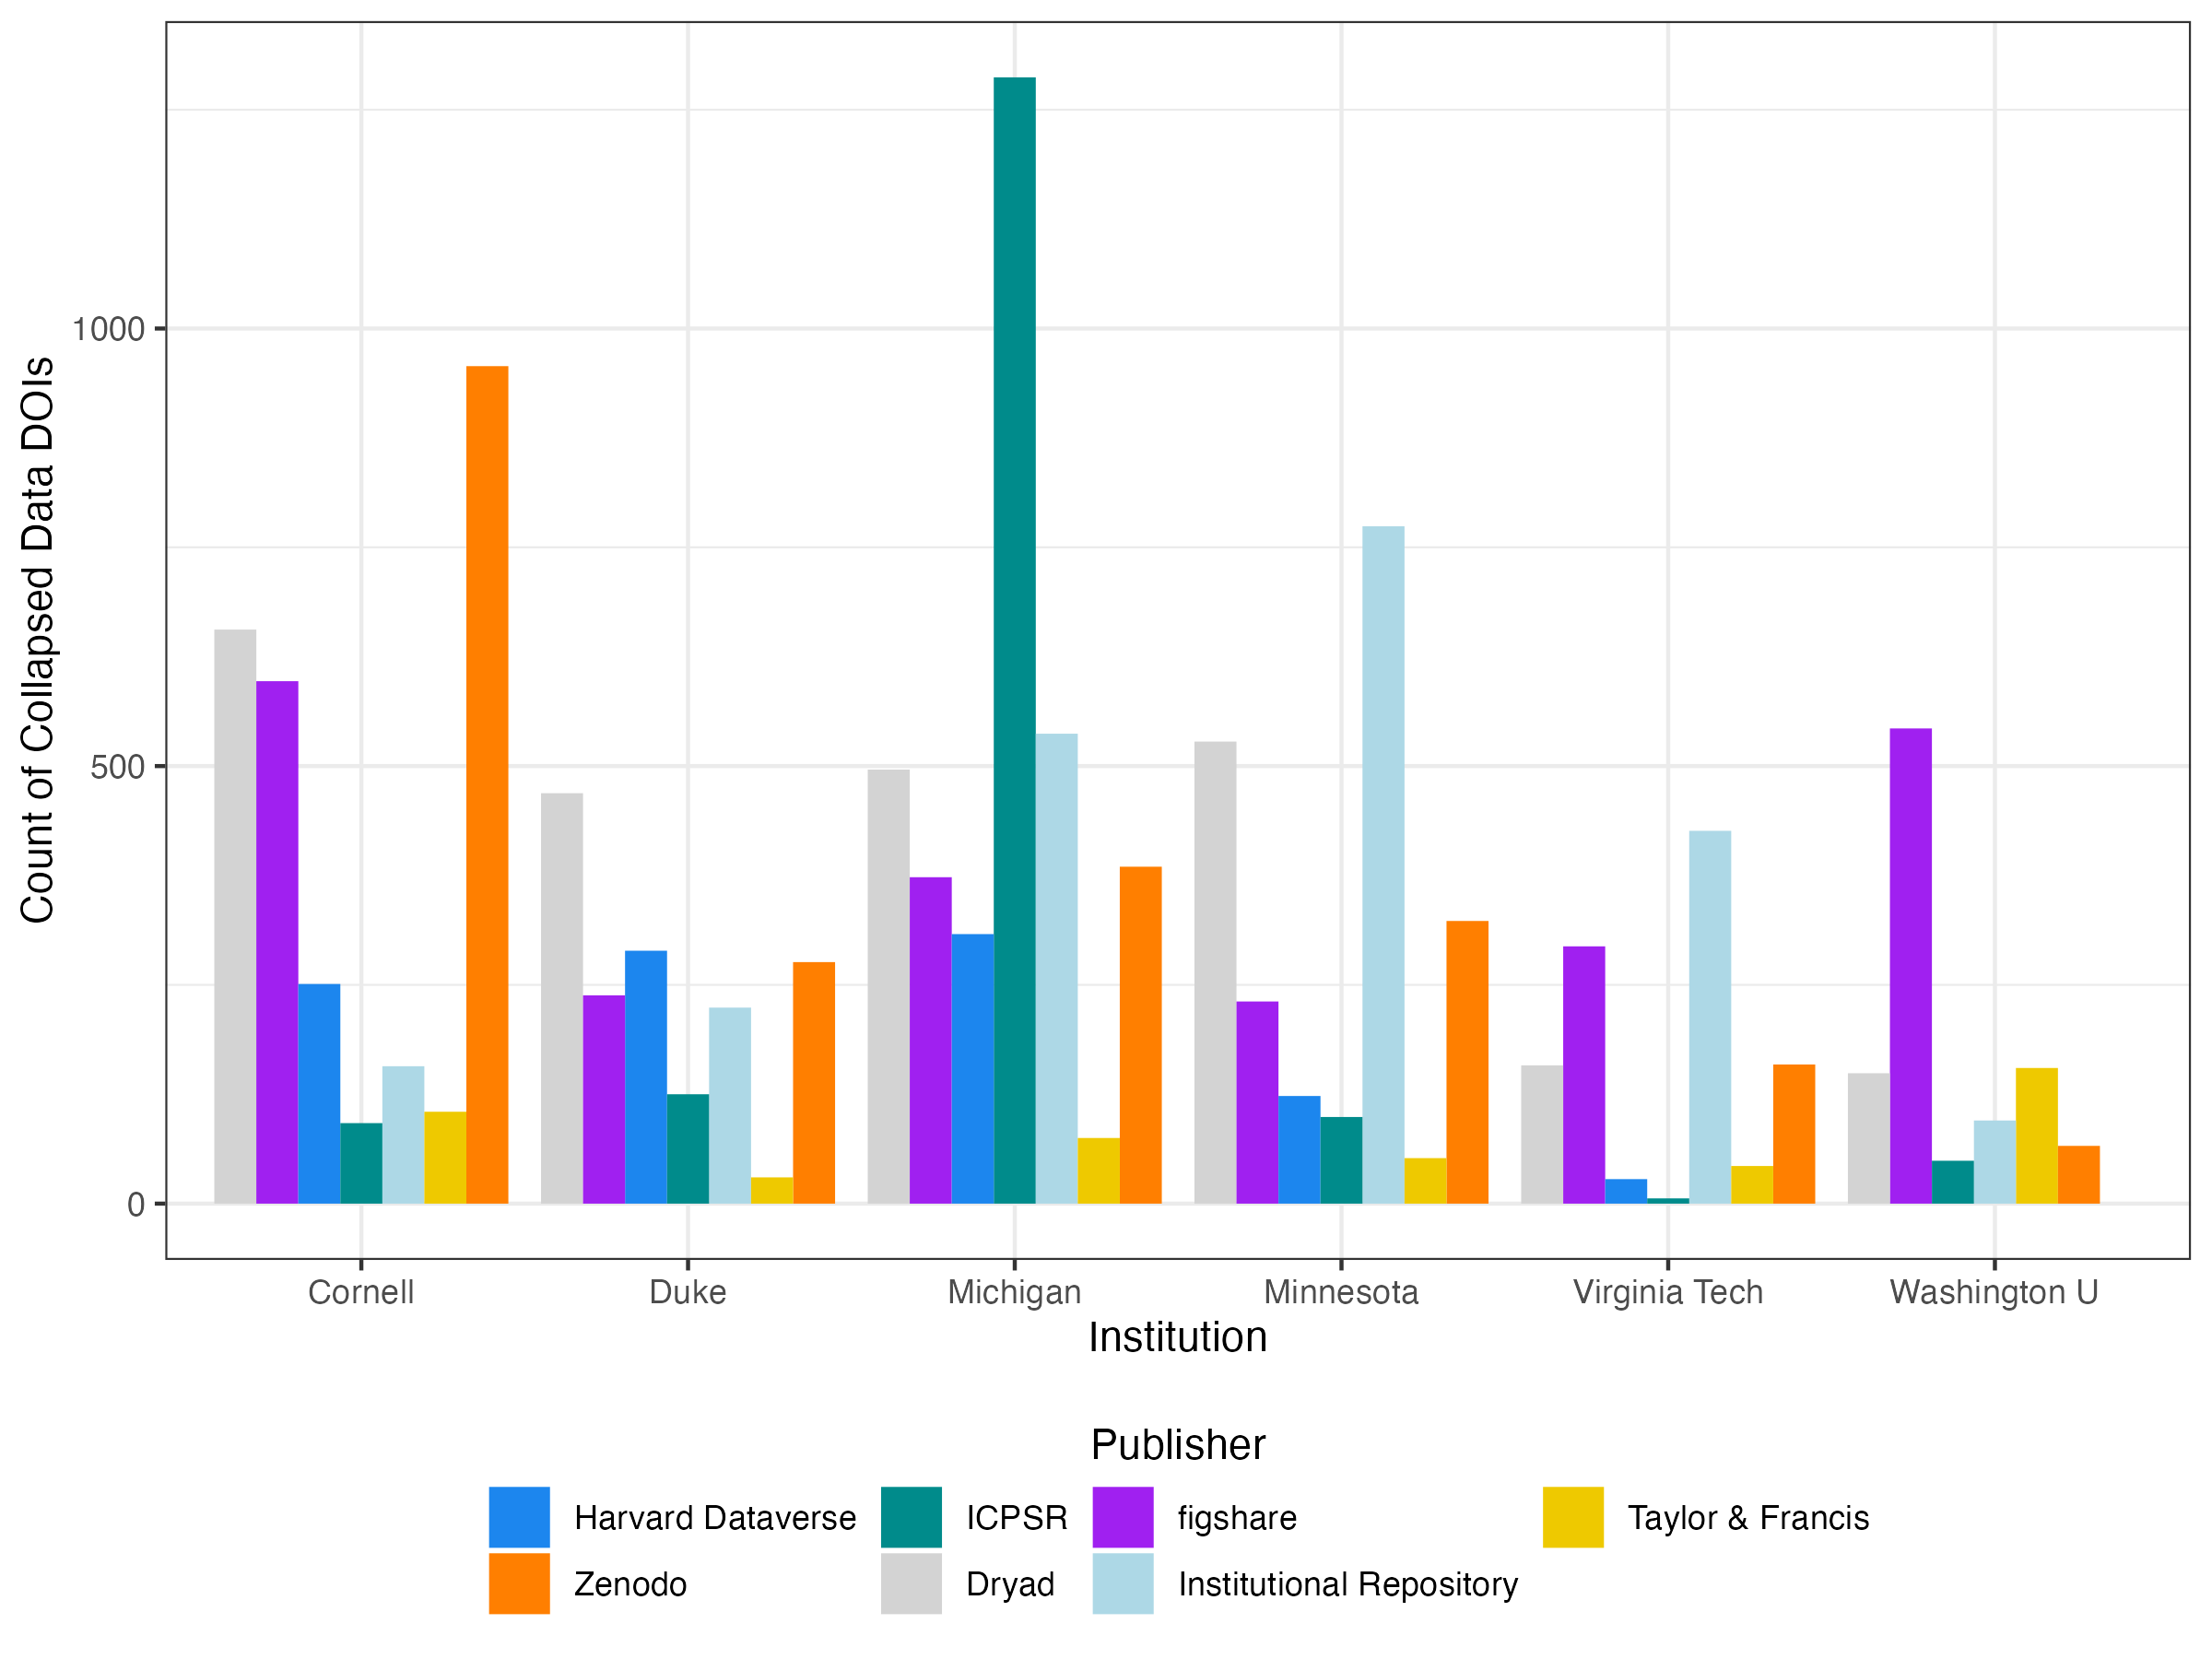 Count of Collapsed Data DOIs
1000
500
0
Cornell Duke Michigan Minnesota Virginia Tech Washington U
Institution
Publisher
Harvard Dataverse ICPSR figshare Taylor & Francis
Zenodo Dryad Institutional Repository